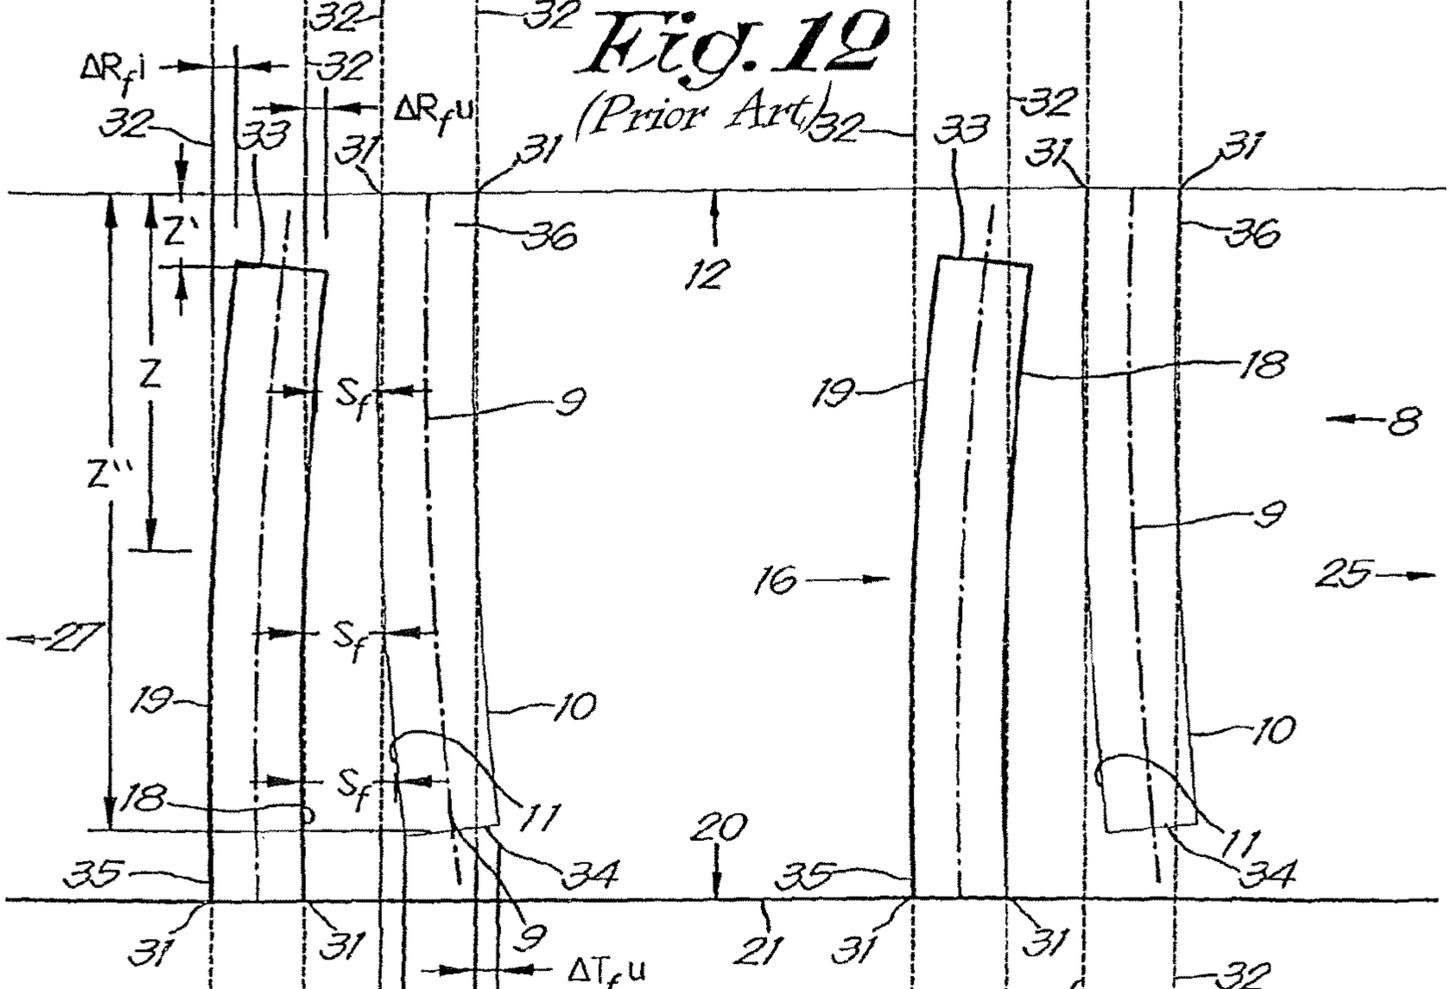 32 32 32
Fig. 12
ΔRfi 32
ΔRfu (Prior Art) 32 32
32 33 31 31 33 31 31
Z' 36 36
12
Z Sf 9 19 18
8
Z'' 9
16 25
27 Sf
19 10 10
18 Sf 11 20 11
35 34 35 34
31 31 9 21 31 31
ΔTfu 32